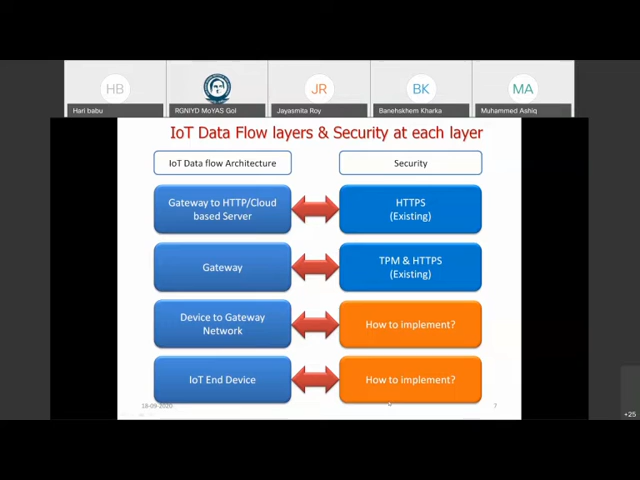 HB
JR
BK
MA
Hari babu
RGNIYD MoYAS GoI
Jayasmita Roy
Banehskhem Kharka
Muhammed Ashiq
IoT Data Flow layers & Security at each layer
IoT Data flow Architecture
Security
Gateway to HTTP/Cloud
based Server
HTTPS
(Existing)
Gateway
TPM & HTTPS
(Existing)
Device to Gateway
Network
How to implement?
IoT End Device
How to implement?
18-09-2020
7
+25